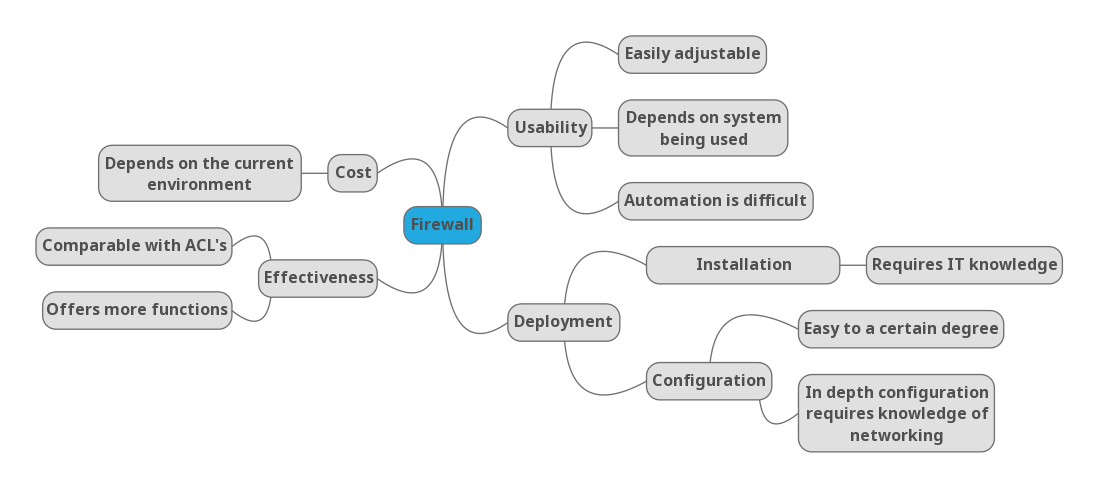 Firewall
Usability
Easily adjustable
Depends on system
being used
Automation is difficult
Deployment
Installation
Requires IT knowledge
Configuration
Easy to a certain degree
In depth configuration
requires knowledge of
networking
Cost
Depends on the current
environment
Effectiveness
Comparable with ACL's
Offers more functions